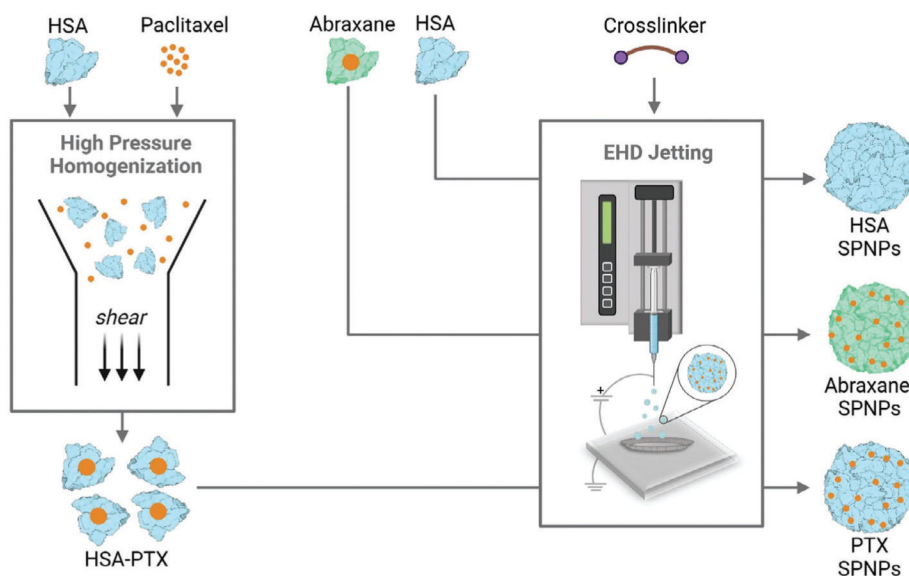 HSA
Paclitaxel
Abraxane
HSA
Crosslinker
High Pressure
Homogenization
shear
HSA-PTX
EHD Jetting
+
HSA
SPNPs
Abraxane
SPNPs
PTX
SPNPs